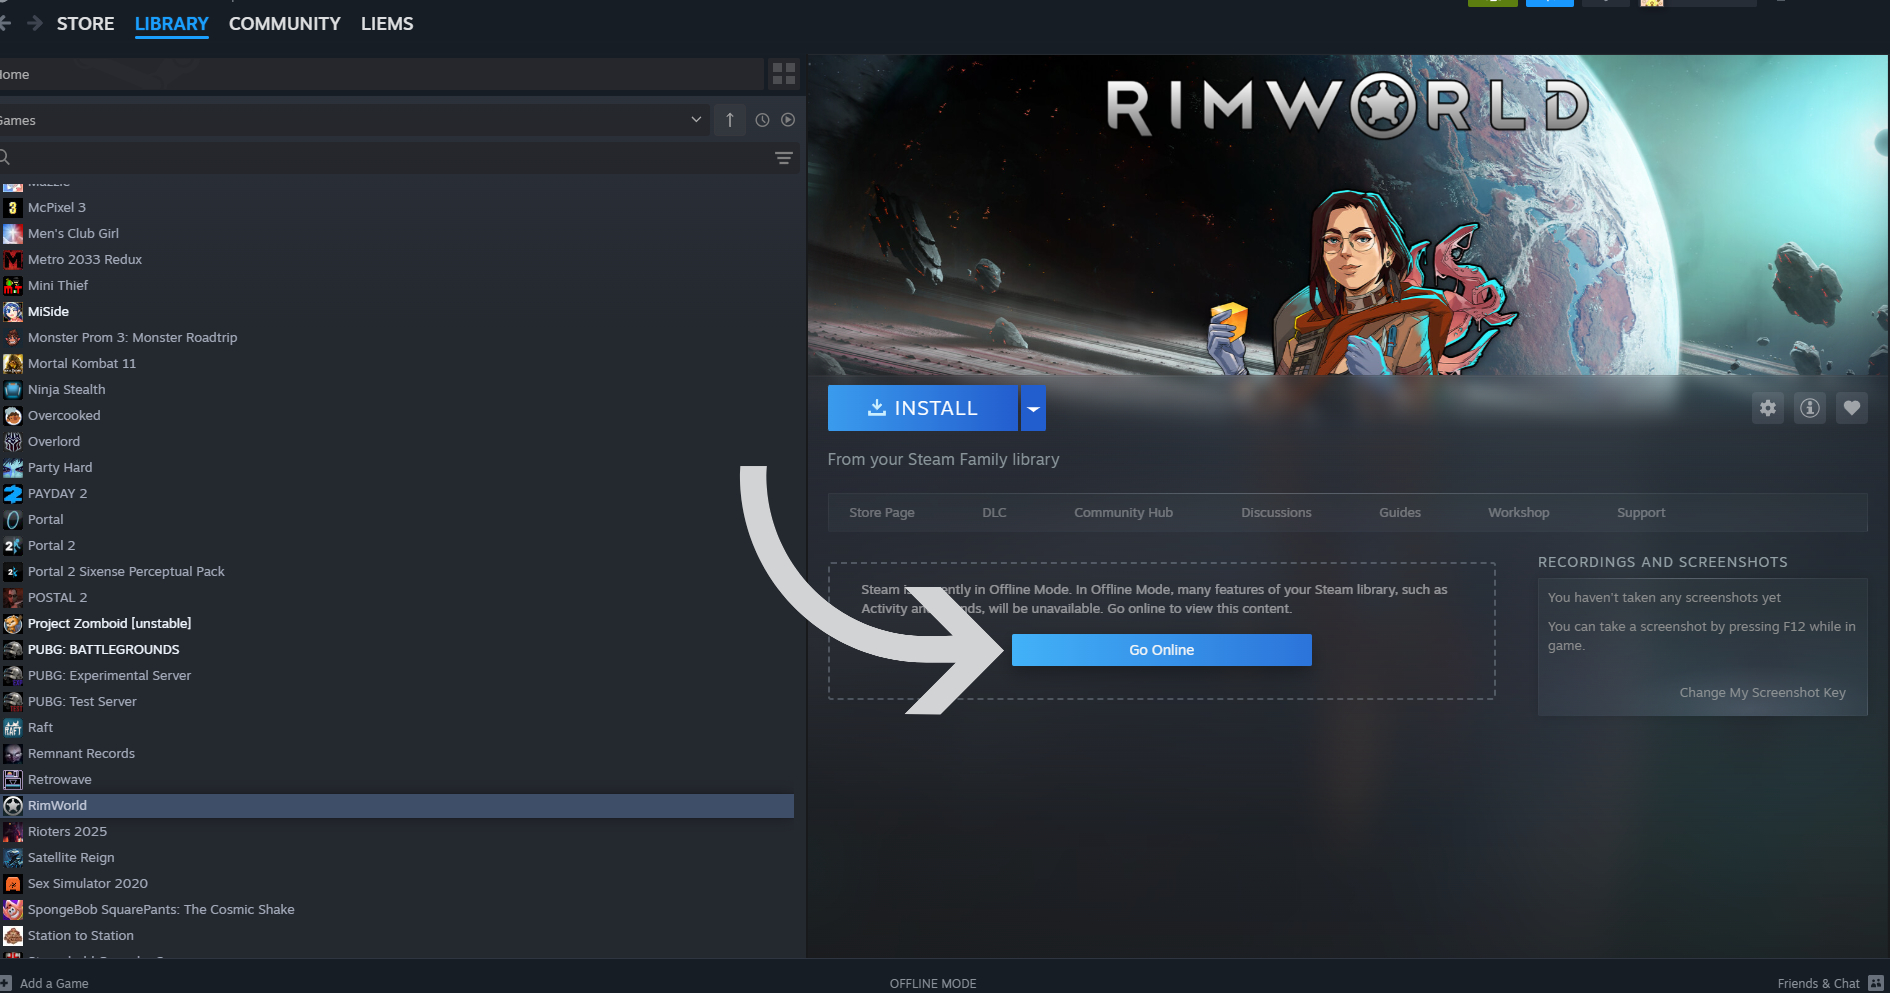 STORE LIBRARY COMMUNITY LIEMS
RIMWORLD
Games
McPixel 3
Men's Club Girl
Metro 2033 Redux
Mini Thief
MiSide
Monster Prom 3: Monster Roadtrip
Mortal Kombat 11
Ninja Stealth
Overcooked
Overlord
Party Hard
PAYDAY 2
Portal
Portal 2
Portal 2 Sixense Perceptual Pack
POSTAL 2
Project Zomboid [unstable]
PUBG: BATTLEGROUNDS
PUBG: Experimental Server
PUBG: Test Server
Raft
Remnant Records
Retrowave
RimWorld
Rioters 2025
Satellite Reign
Sex Simulator 2020
SpongeBob SquarePants: The Cosmic Shake
Station to Station
INSTALL
From your Steam Family library
Store Page DLC Community Hub Discussions Guides Workshop Support
Steam in Offline Mode. In Offline Mode, many features of your Steam library, such as
Activity will be unavailable. Go online to view this content.
Go Online
RECORDINGS AND SCREENSHOTS
You haven't taken any screenshots yet
You can take a screenshot by pressing F12 while in
game.
Change My Screenshot Key
Add a Game OFFLINE MODE Friends & Chat